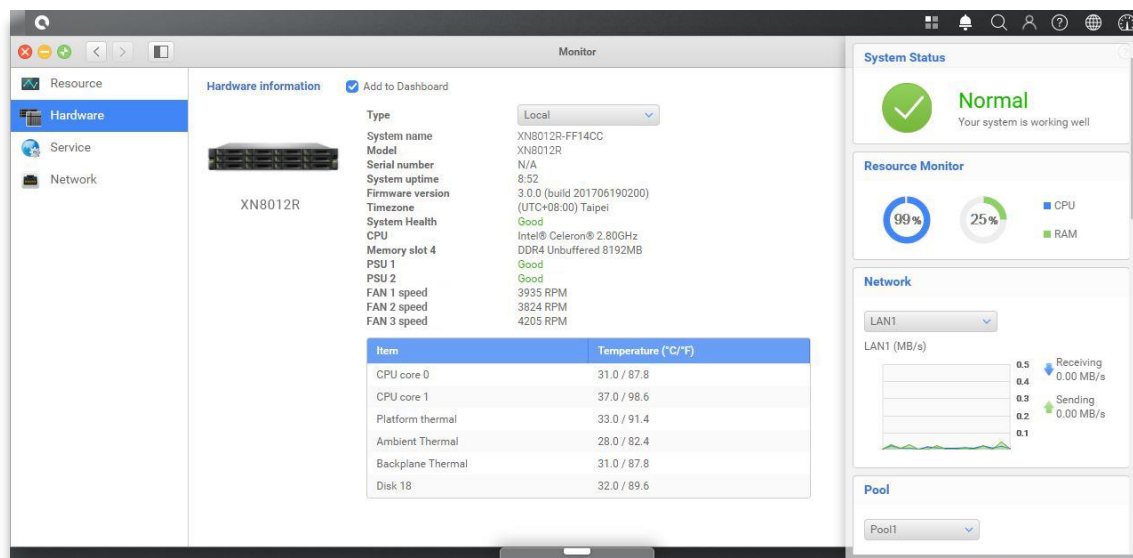 Monitor
Resource
Hardware
Service
Network
Hardware information
Add to Dashboard
XN8012R
Type Local
System name XN8012R-FF14CC
Model XN8012R
Serial number N/A
System uptime 8:52
Firmware version 3.0.0 (build 201706190200)
Timezone (UTC+08:00) Taipei
System Health Good
CPU Intel® Celeron® 2.80GHz
Memory slot 4 DDR4 Unbuffered 8192MB
PSU 1 Good
PSU 2 Good
FAN 1 speed 3935 RPM
FAN 2 speed 3824 RPM
FAN 3 speed 4205 RPM
Item Temperature (°C/°F)
CPU core 0 31.0 / 87.8
CPU core 1 37.0 / 98.6
Platform thermal 33.0 / 91.4
Ambient Thermal 28.0 / 82.4
Backplane Thermal 31.0 / 87.8
Disk 18 32.0 / 89.6
System Status
Normal
Your system is working well
Resource Monitor
99%
25%
CPU
RAM
Network
LAN1
LAN1 (MB/s)
0.5
0.4
0.3
0.2
0.1
Receiving
0.00 MB/s
Sending
0.00 MB/s
Pool
Pool1